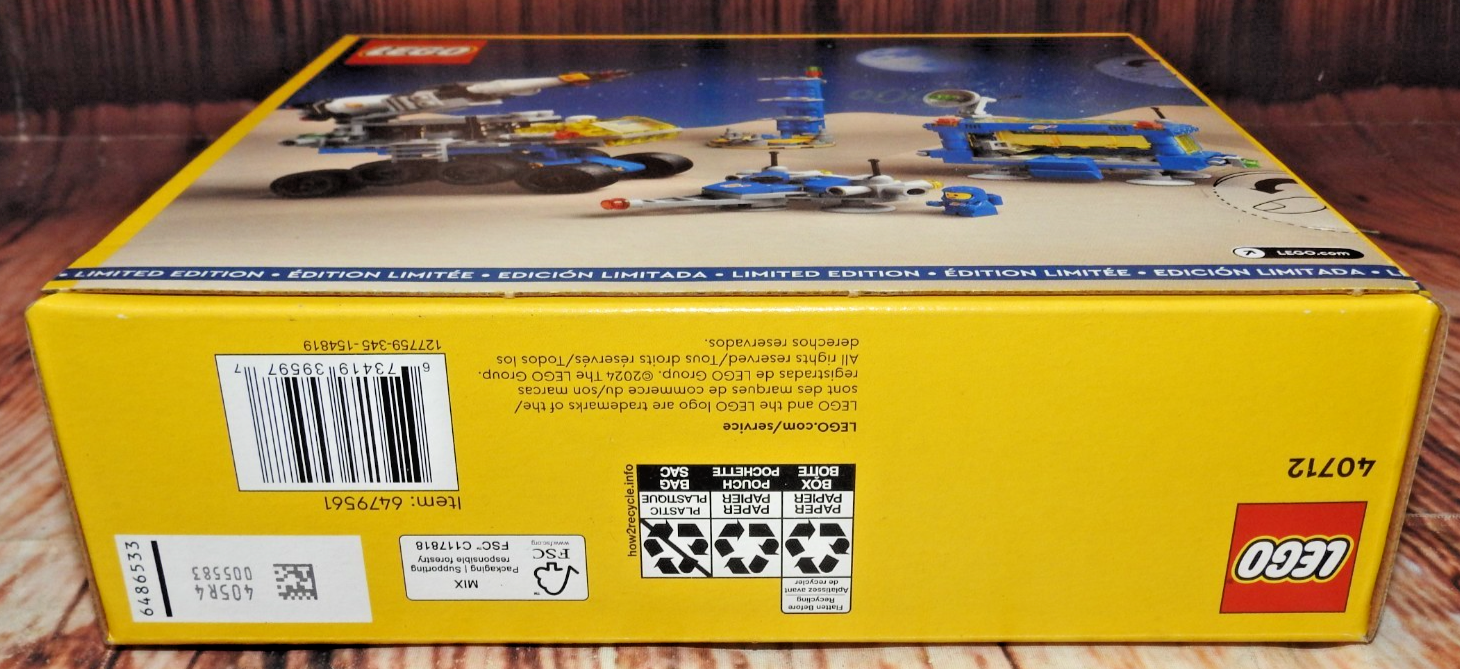 LEGO
LEGO.com
• LIMITED EDITION • ÉDITION LIMITÉE • EDICIÓN LIMITADA • LIMITED EDITION • ÉDITION LIMITÉE • EDICIÓN LIMITADA • L
LEGO
40712
Flatten Before
Recycling
Aplatissez avant
de recycler
PAPER
PAPIER
BOX
BOÎTE
PAPER
PAPIER
POUCH
POCHETTE
PLASTIC
PLASTIQUE
BAG
SAC
how2recycle.info
LEGO.com/service
LEGO and the LEGO logo are trademarks of the/
sont des marques de commerce du/son marcas
registradas de LEGO Group. ©2024 The LEGO Group.
All rights reserved/Tous droits réservés/Todos los
derechos reservados.
FSC
www.fsc.org
MIX
Packaging | Supporting
responsible forestry
FSC™ C117818
Item: 6479561
6 73419 39597 7
127759-345-154819
405R4
005583
6486533